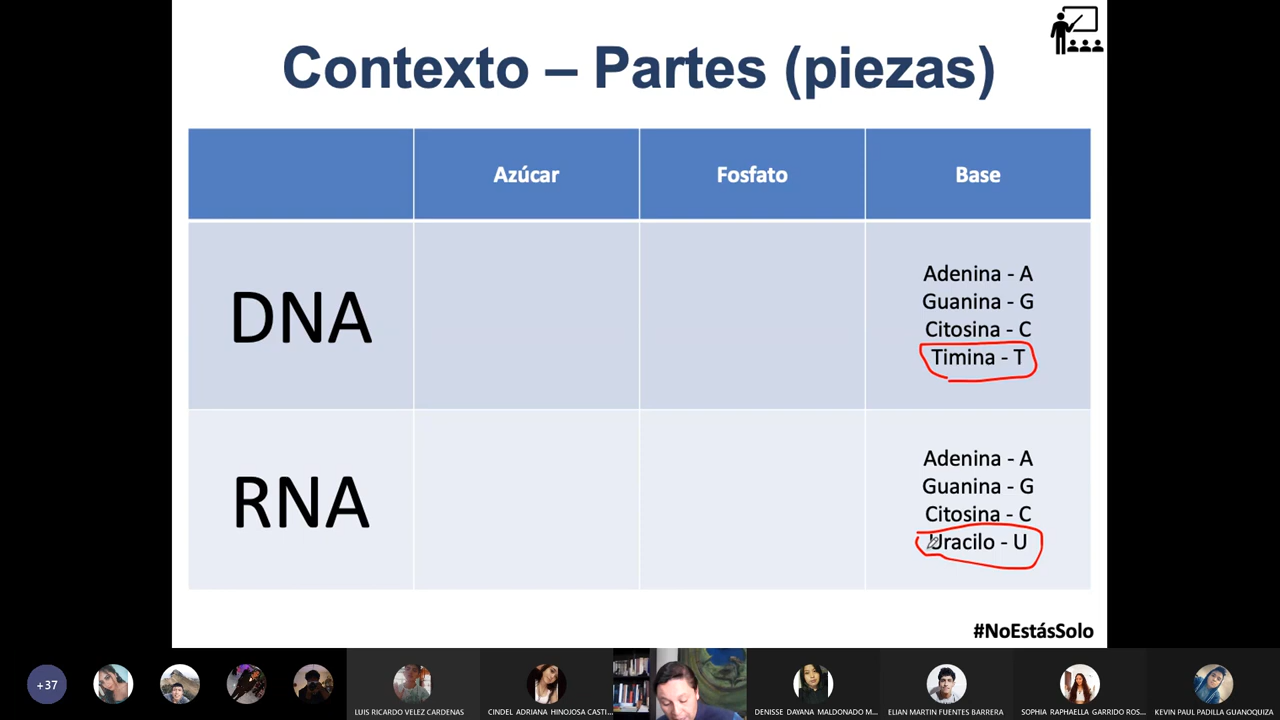 Contexto – Partes (piezas)
Azúcar
Fosfato
Base
DNA
Adenina - A
Guanina - G
Citosina - C
Timina - T
RNA
Adenina - A
Guanina - G
Citosina - C
Uracilo - U
#NoEstásSolo
+37
LUIS RICARDO VELEZ CARDENAS
CINDEL ADRIANA HINOJOSA CASTI...
DENISSE DAYANA MALDONADO M...
ELIAN MARTIN FUENTES BARRERA
SOPHIA RAPHAELLA GARRIDO ROS...
KEVIN PAUL PADILLA GUANOQUIZA